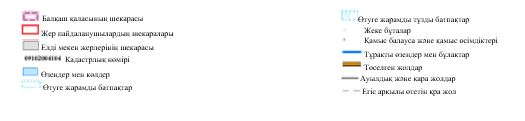 Балқаш қаласының шекарасы
Жер пайдаланушылардың шекаралары
Елді мекен жерлерінің шекарасы
09102004104 Кадастрлық нөмірі
Өзендер мен көлдер
Өтуге жарамды батпақтар
Өтуге жарамды тұзды батпақтар
Жеке бұталар
Қамыс балауса және қамыс өсімдіктері
Тұрақты өзендер мен бұлақтар
Төселген жолдар
Ауылдық және қара жолдар
Егіс арқылы өтетін қра жол